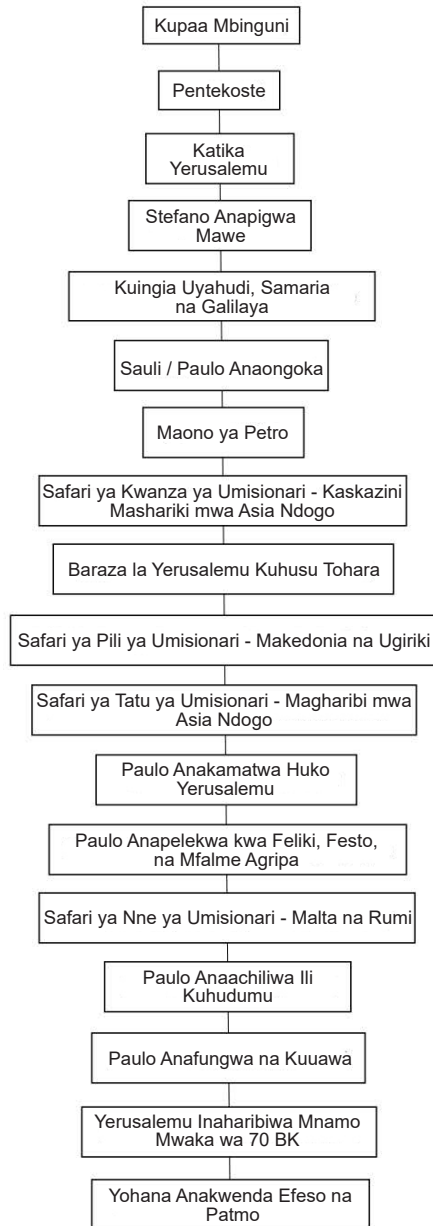 Kupaa Mbinguni
Pentekoste
Katika
Yerusalemu
Stefano Anapigwa
Mawe
Kuingia Uyahudi, Samaria
na Galilaya
Sauli / Paulo Anaongoka
Maono ya Petro
Safari ya Kwanza ya Umisionari - Kaskazini
Mashariki mwa Asia Ndogo
Baraza la Yerusalemu Kuhusu Tohara
Safari ya Pili ya Umisionari - Makedonia na Ugiriki
Safari ya Tatu ya Umisionari - Magharibi mwa
Asia Ndogo
Paulo Anakamatwa Huko
Yerusalemu
Paulo Anapelekwa kwa Feliki, Festo,
na Mfalme Agripa
Safari ya Nne ya Umisionari - Malta na Rumi
Paulo Anaachiliwa Ili
Kuhudumu
Paulo Anafungwa na Kuuawa
Yerusalemu Inaharibiwa Mnamo
Mwaka wa 70 BK
Yohana Anakwenda Efeso na
Patmo